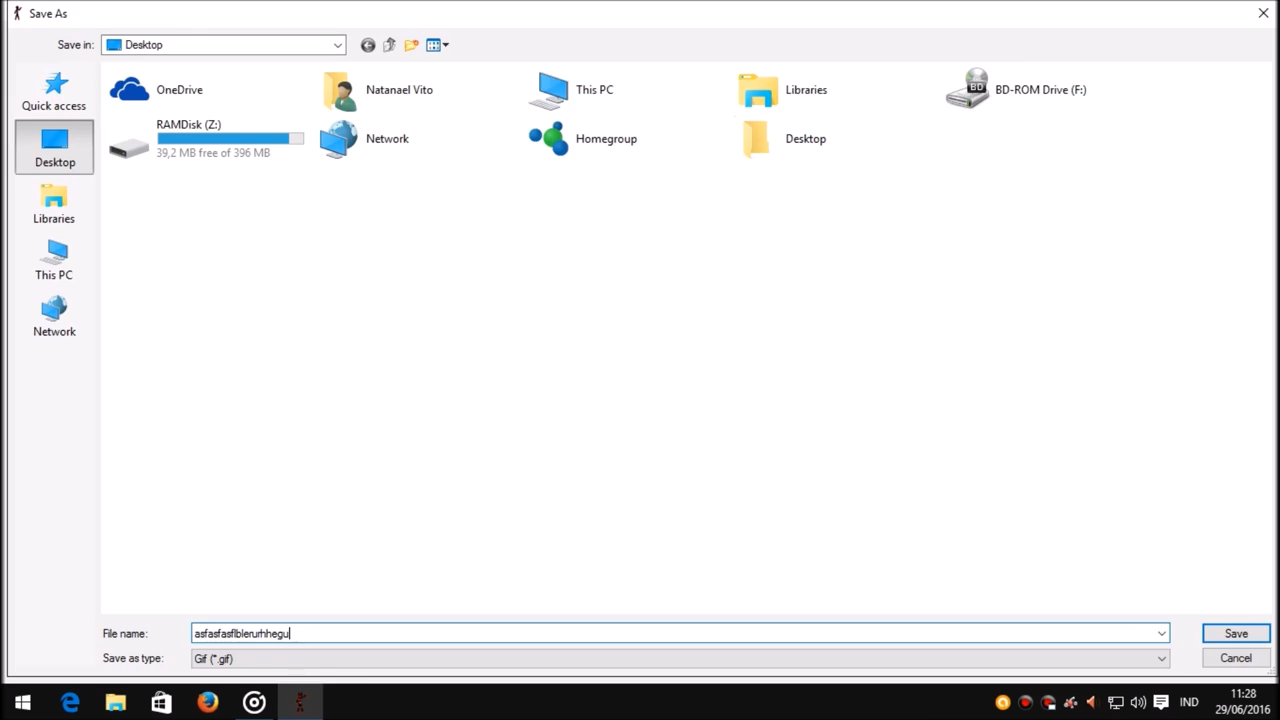 Save As
Save in:
Desktop
Quick access
Desktop
Libraries
This PC
Network
OneDrive
Natanael Vito
This PC
Libraries
BD
BD-ROM Drive (F:)
RAMDisk (Z:)
39,2 MB free of 396 MB
Network
Homegroup
Desktop
File name:
asfasfasflblerurhhegu
Save
Save as type:
Gif (*.gif)
Cancel
IND
11:28
29/06/2016